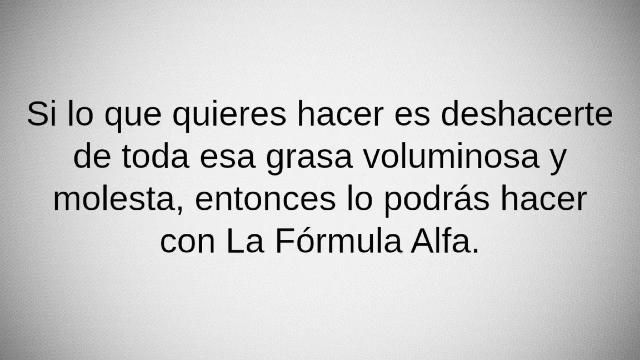 Si lo que quieres hacer es deshacerte
de toda esa grasa voluminosa y
molesta, entonces lo podrás hacer
con La Fórmula Alfa.